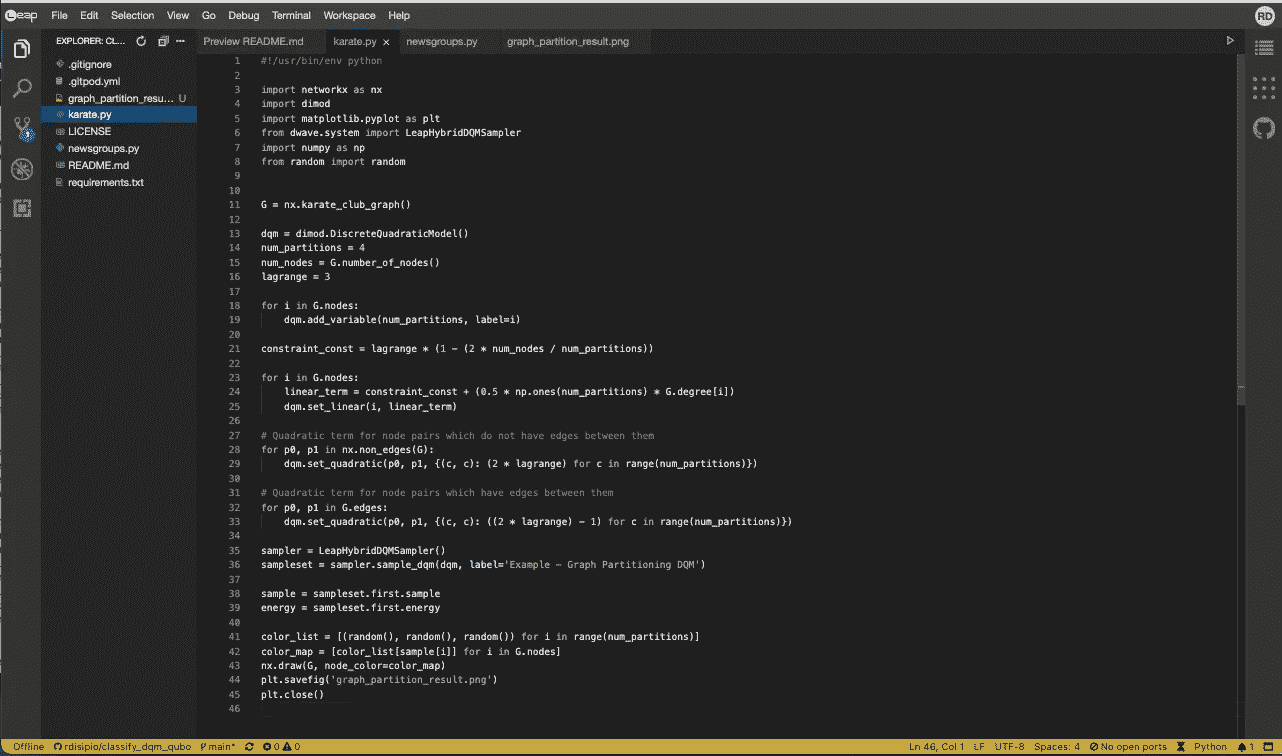 Leap File Edit Selection View Go Debug Terminal Workspace Help RD
EXPLORER: CL...
Preview README.md karate.py × newsgroups.py graph_partition_result.png
.gitignore
.gitpod.yml
graph_partition_resu... U
karate.py
LICENSE
newsgroups.py
README.md
requirements.txt
1 #!/usr/bin/env python
2
3 import networkx as nx
4 import dimod
5 import matplotlib.pyplot as plt
6 from dwave.system import LeapHybridDQMSampler
7 import numpy as np
8 from random import random
9
10
11 G = nx.karate_club_graph()
12
13 dqm = dimod.DiscreteQuadraticModel()
14 num_partitions = 4
15 num_nodes = G.number_of_nodes()
16 lagrange = 3
17
18 for i in G.nodes:
19 dqm.add_variable(num_partitions, label=i)
20
21 constraint_const = lagrange * (1 - (2 * num_nodes / num_partitions))
22
23 for i in G.nodes:
24 linear_term = constraint_const + (0.5 * np.ones(num_partitions) * G.degree[i])
25 dqm.set_linear(i, linear_term)
26
27 # Quadratic term for node pairs which do not have edges between them
28 for p0, p1 in nx.non_edges(G):
29 dqm.set_quadratic(p0, p1, {(c, c): (2 * lagrange) for c in range(num_partitions)})
30
31 # Quadratic term for node pairs which have edges between them
32 for p0, p1 in G.edges:
33 dqm.set_quadratic(p0, p1, {(c, c): ((2 * lagrange) - 1) for c in range(num_partitions)})
34
35 sampler = LeapHybridDQMSampler()
36 sampleset = sampler.sample_dqm(dqm, label='Example - Graph Partitioning DQM')
37
38 sample = sampleset.first.sample
39 energy = sampleset.first.energy
40
41 color_list = [(random(), random(), random()) for i in range(num_partitions)]
42 color_map = [color_list[sample[i]] for i in G.nodes]
43 nx.draw(G, node_color=color_map)
44 plt.savefig('graph_partition_result.png')
45 plt.close()
46
Offline rdisipio/classify_dqm_qubo main* 0 0 Ln 46, Col 1 LF UTF-8 Spaces: 4 No open ports Python 1